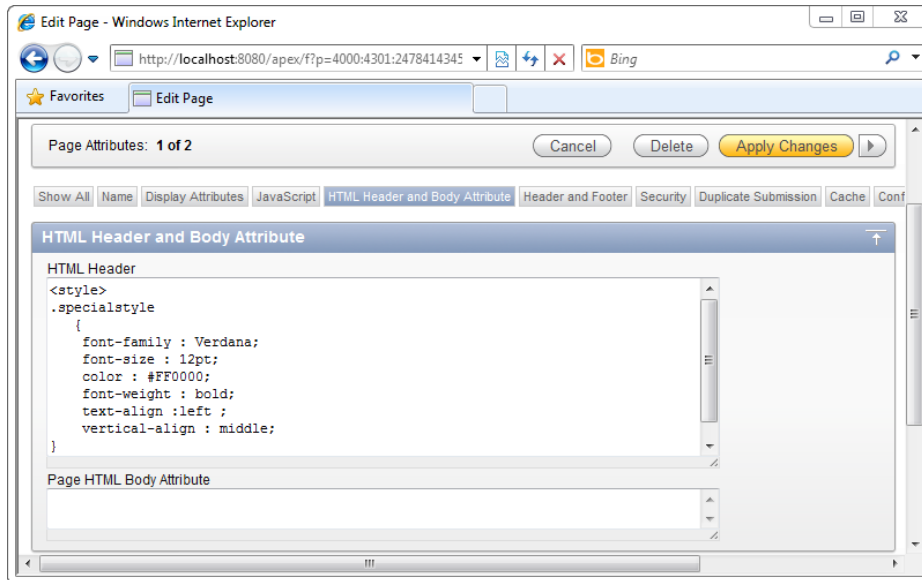 Edit Page - Windows Internet Explorer
http://localhost:8080/apex/f?p=4000:4301:2478414345
Bing
Favorites
Edit Page
Page Attributes: 1 of 2
Cancel
Delete
Apply Changes
Show All Name Display Attributes JavaScript HTML Header and Body Attribute Header and Footer Security Duplicate Submission Cache Conf
HTML Header and Body Attribute
HTML Header
<style>
.specialstyle
{
font-family : Verdana;
font-size : 12pt;
color : #FF0000;
font-weight : bold;
text-align :left ;
vertical-align : middle;
}
Page HTML Body Attribute